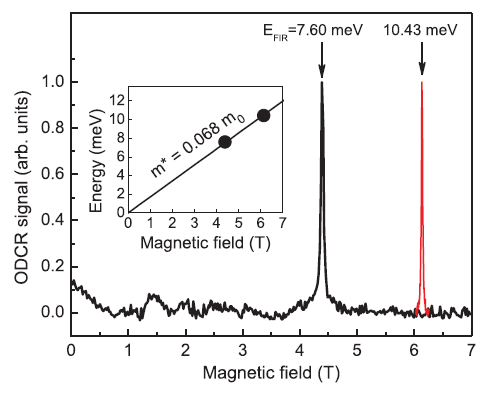 E_FIR=7.60 meV
10.43 meV
ODCR signal (arb. units)
1.0
0.8
0.6
0.4
0.2
0.0
0 1 2 3 4 5 6 7
Magnetic field (T)
Energy (meV)
12
10
8
6
4
2
0
m* = 0.068 m_0
0 1 2 3 4 5 6 7
Magnetic field (T)